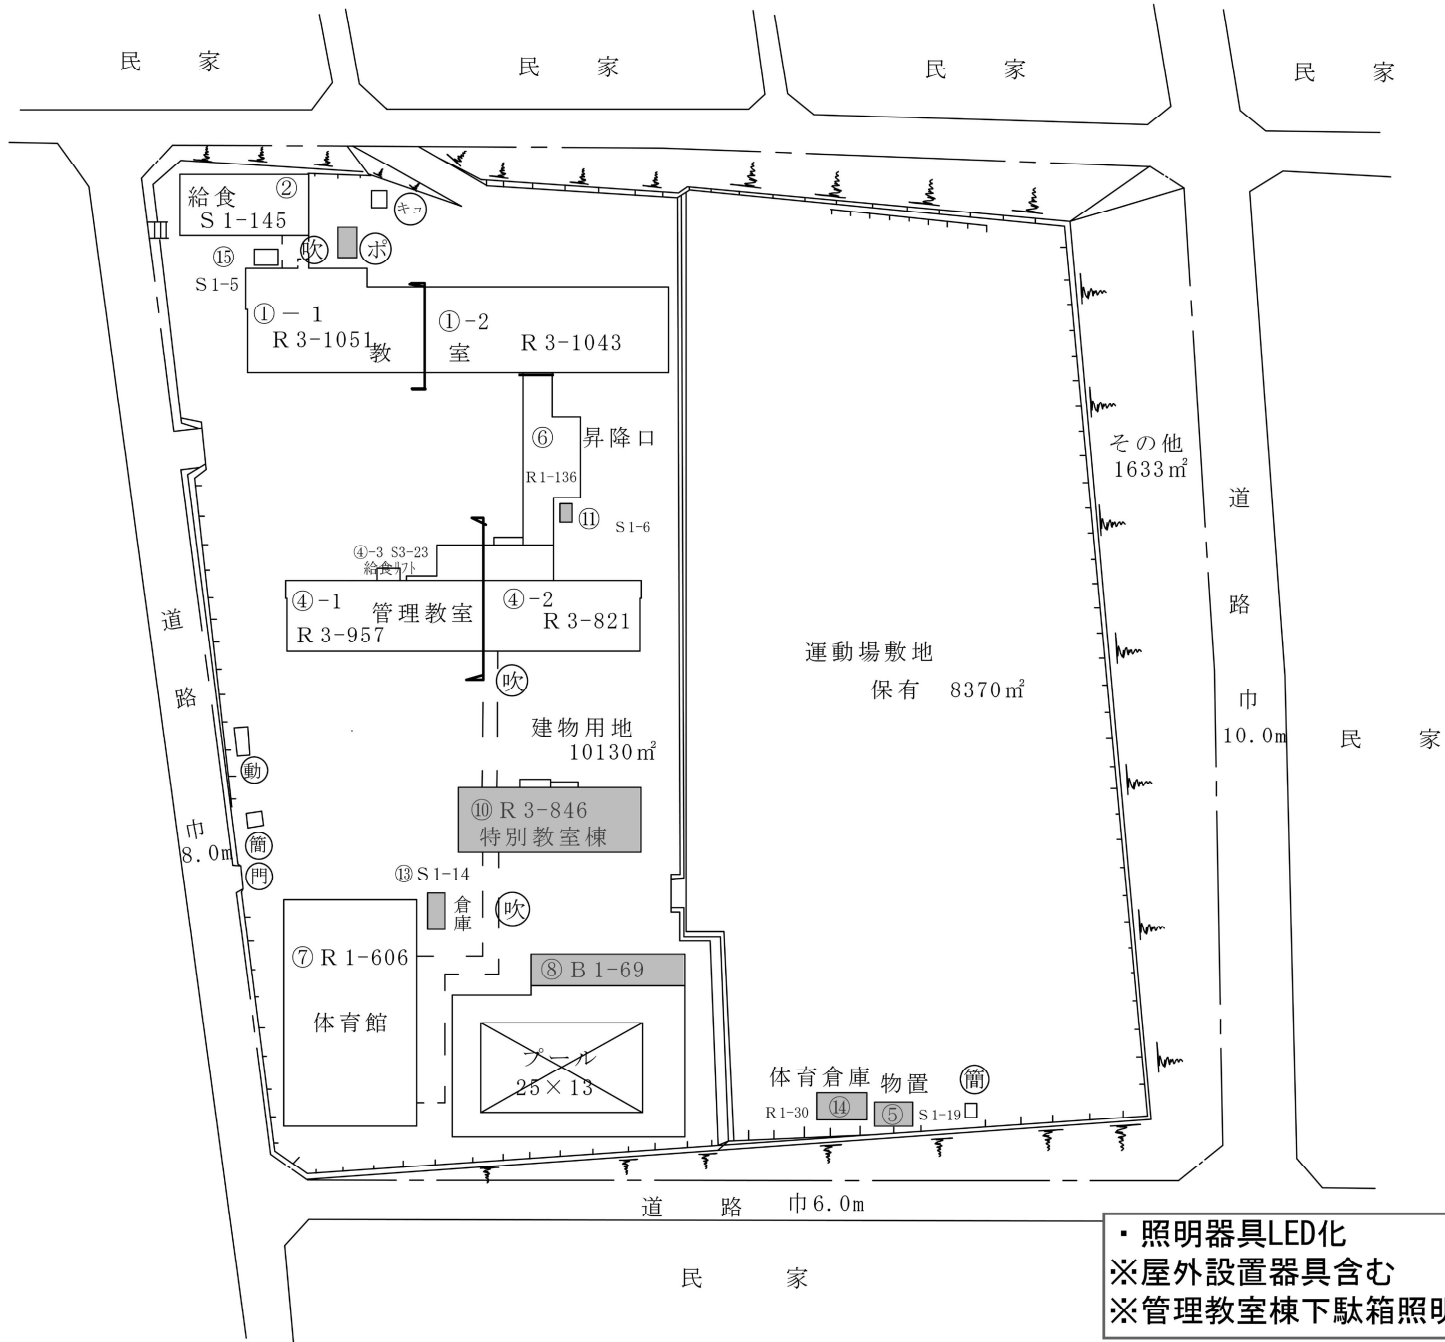 民 家
民 家
民 家
民 家
給食 ②
S 1-145
キュ
⑮
吹
ポ
S 1-5
①－１
R 3-1051
①-2
R 3-1043
教 室
⑥ 昇降口
R 1-136
その他
1633㎡
⑪ S 1-6
④-3 S3-23
給食リフト
④-1
R 3-957
管理教室
④-2
R 3-821
道 路 巾
8.0m
道 路 巾
10.0m
運動場敷地
保有 8370㎡
吹
建物用地
10130㎡
民 家
動
⑩ R 3-846
特別教室棟
簡
門
⑬ S 1-14
倉庫
吹
⑦ R 1-606
体育館
⑧ B 1-69
プール
25×13
体育倉庫 物置 簡
R 1-30 ⑭ ⑤ S 1-19
道 路 巾6.0m
民 家
・照明器具LED化
※屋外設置器具含む
※管理教室棟下駄箱照明